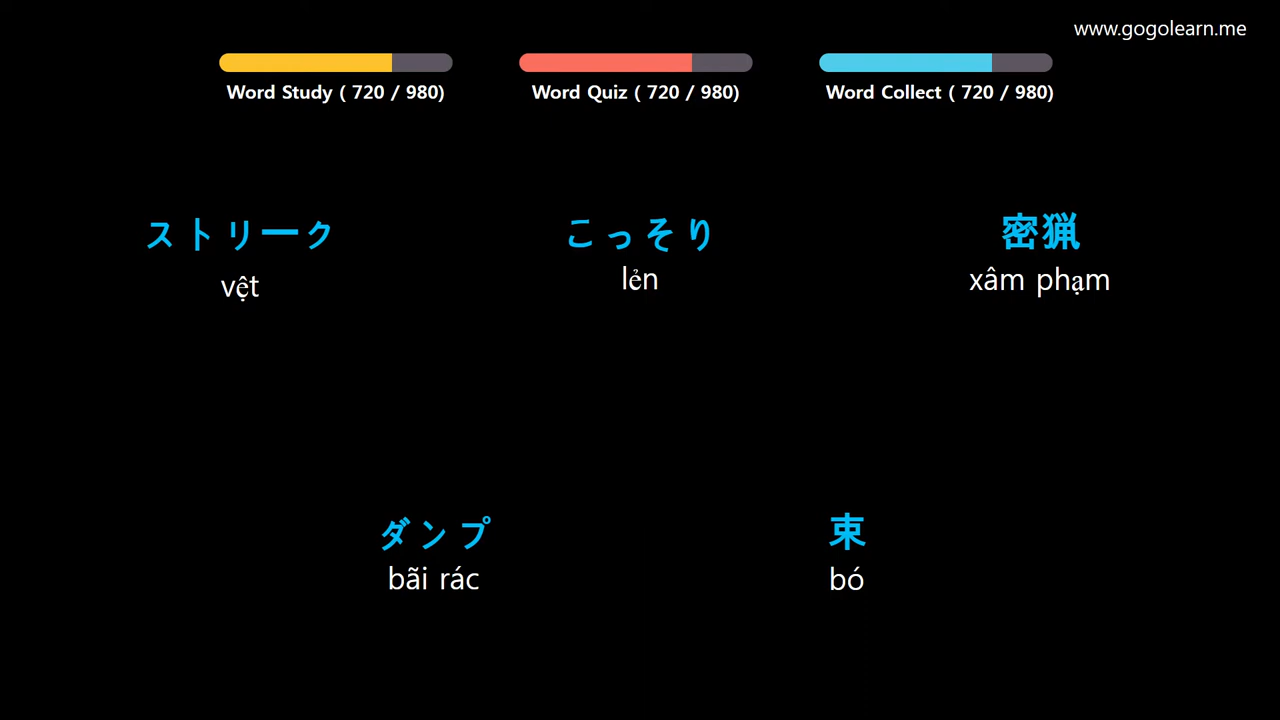 www.gogolearn.me
Word Study ( 720 / 980)
Word Quiz ( 720 / 980)
Word Collect ( 720 / 980)
ストリーク
vệt
こっそり
lẻn
密猟
xâm phạm
ダンプ
bãi rác
束
bó